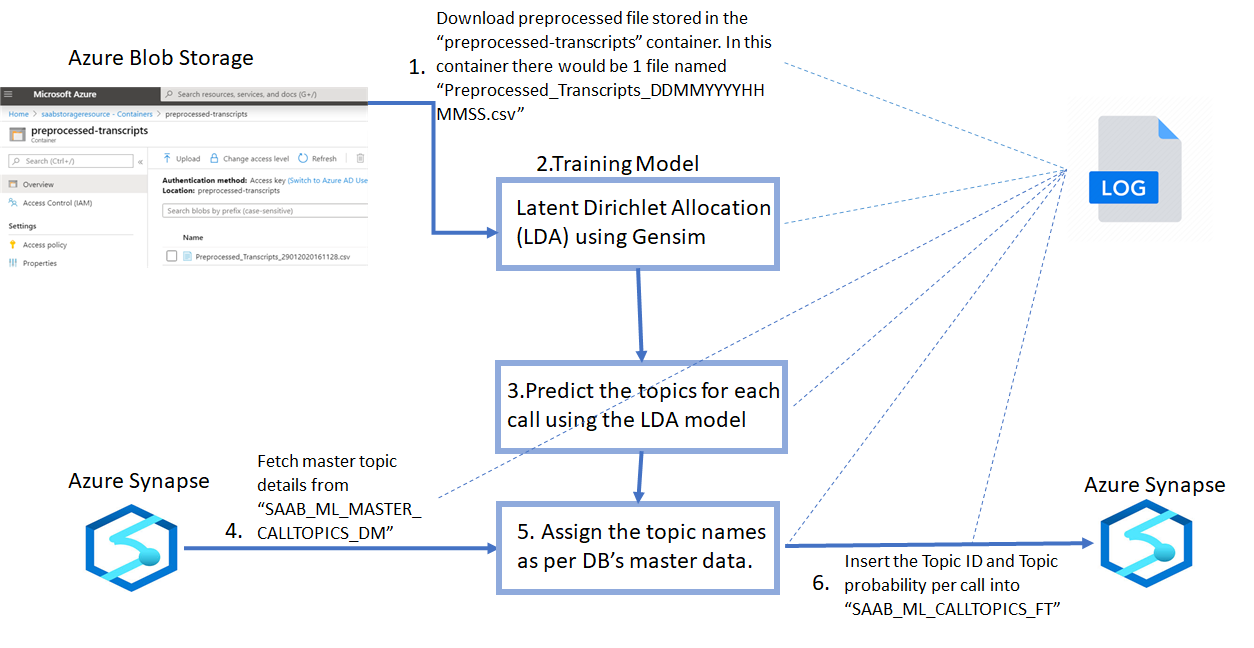 Download preprocessed file stored in the
“preprocessed-transcripts” container. In this
1. container there would be 1 file named
“Preprocessed_Transcripts_DDMMYYYYHH
MMSS.csv”
Azure Blob Storage
Microsoft Azure
Search resources, services, and docs (G+/)
Home > saabstorageresource - Containers > preprocessed-transcripts
preprocessed-transcripts
Container
Search (Ctrl+/)
«
Upload
Change access level
Refresh
Overview
Access Control (IAM)
Settings
Access policy
Properties
Authentication method: Access key (Switch to Azure AD Use
Location: preprocessed-transcripts
Search blobs by prefix (case-sensitive)
Name
Preprocessed_Transcripts_29012020161128.csv
LOG
2.Training Model
Latent Dirichlet Allocation
(LDA) using Gensim
3.Predict the topics for each
call using the LDA model
Azure Synapse
Fetch master topic
details from
“SAAB_ML_MASTER_
4. CALLTOPICS_DM”
5. Assign the topic names
as per DB’s master data.
Azure Synapse
Insert the Topic ID and Topic
6. probability per call into
“SAAB_ML_CALLTOPICS_FT”